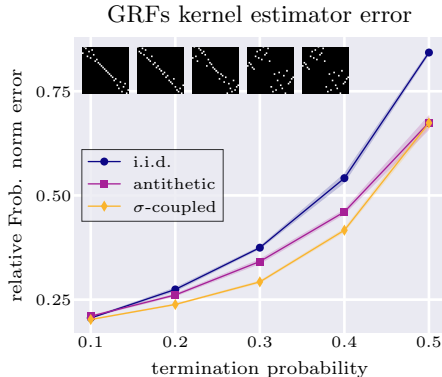 GRFs kernel estimator error
relative Frob. norm error
0.75
0.50
0.25
i.i.d.
antithetic
σ-coupled
0.1 0.2 0.3 0.4 0.5
termination probability